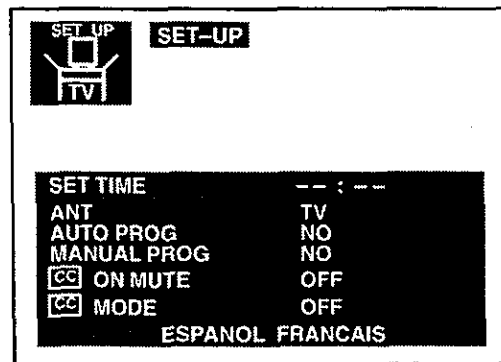 SET UP
TV
SET-UP
SET TIME -- : --
ANT TV
AUTO PROG NO
MANUAL PROG NO
CC ON MUTE OFF
CC MODE OFF
ESPANOL FRANCAIS